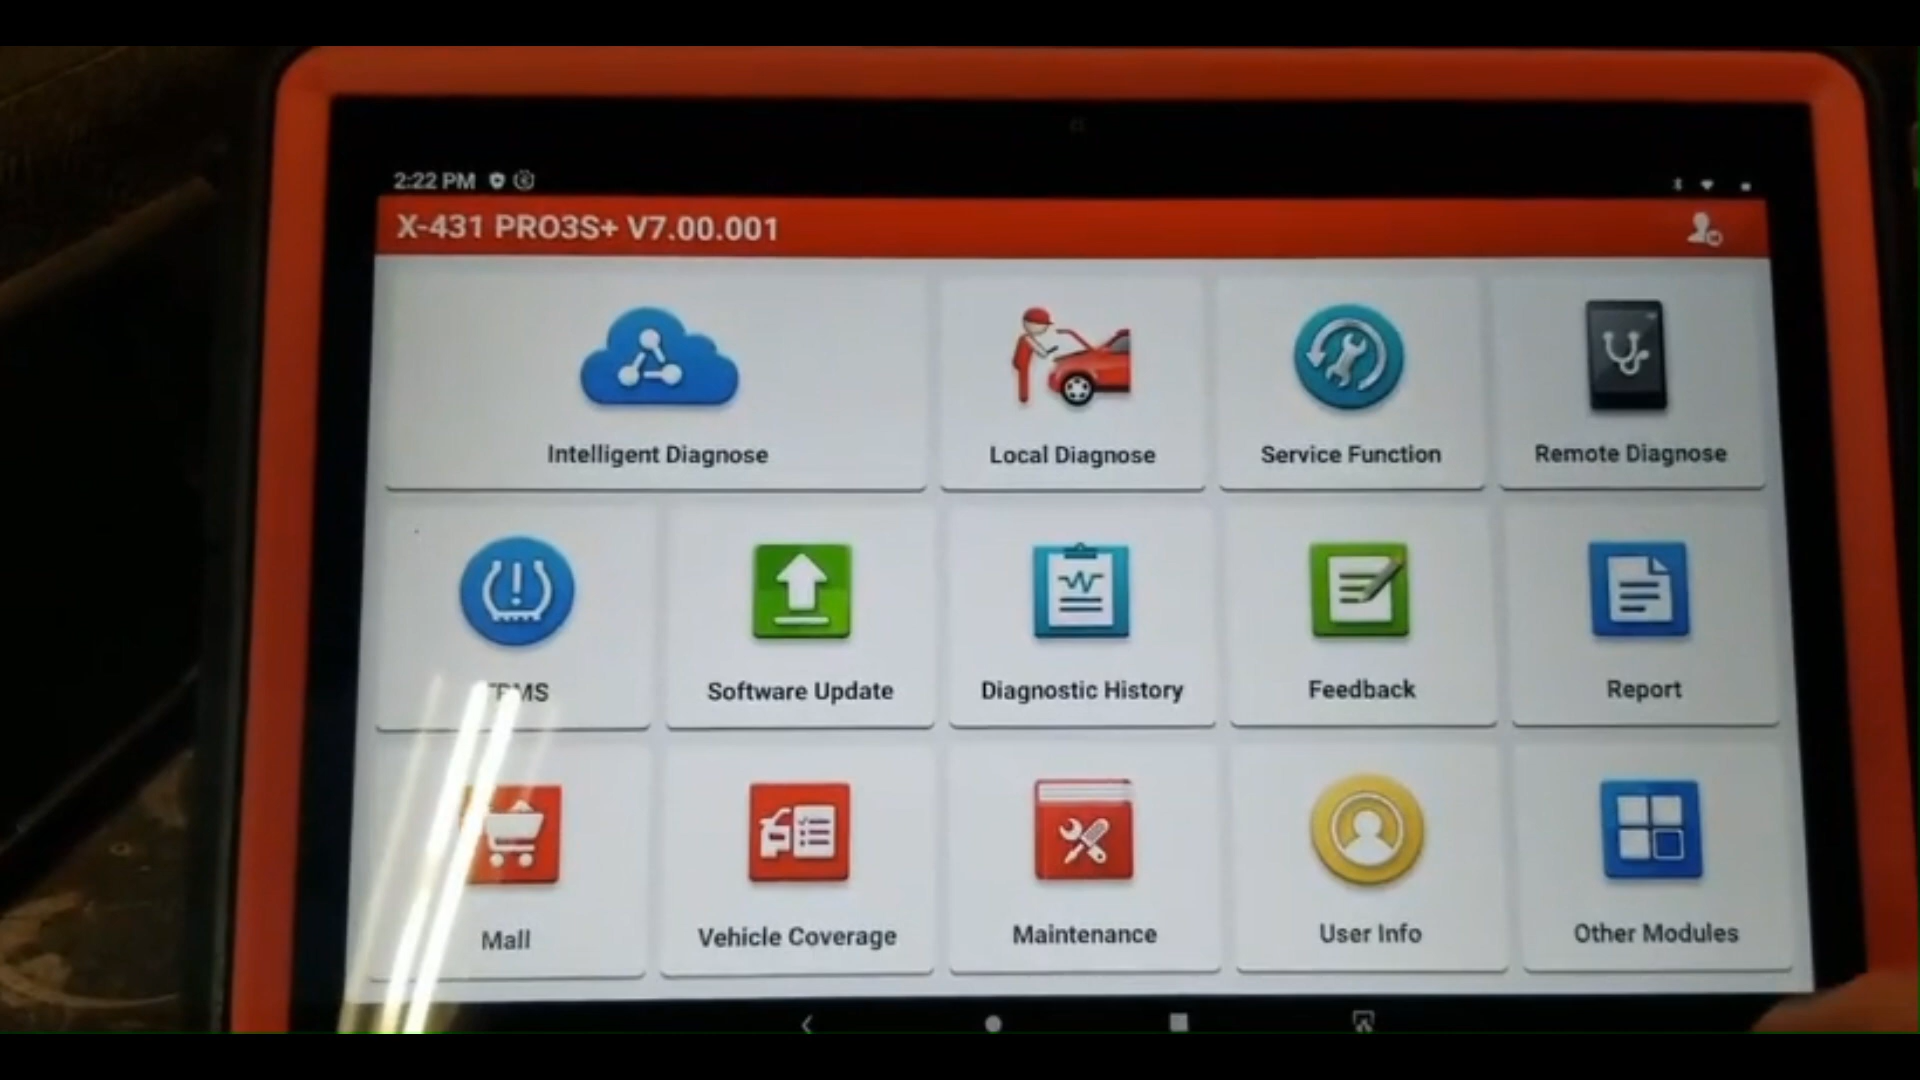 2:22 PM
X-431 PRO3S+ V7.00.001
Intelligent Diagnose
Local Diagnose
Service Function
Remote Diagnose
TPMS
Software Update
Diagnostic History
Feedback
Report
Mall
Vehicle Coverage
Maintenance
User Info
Other Modules